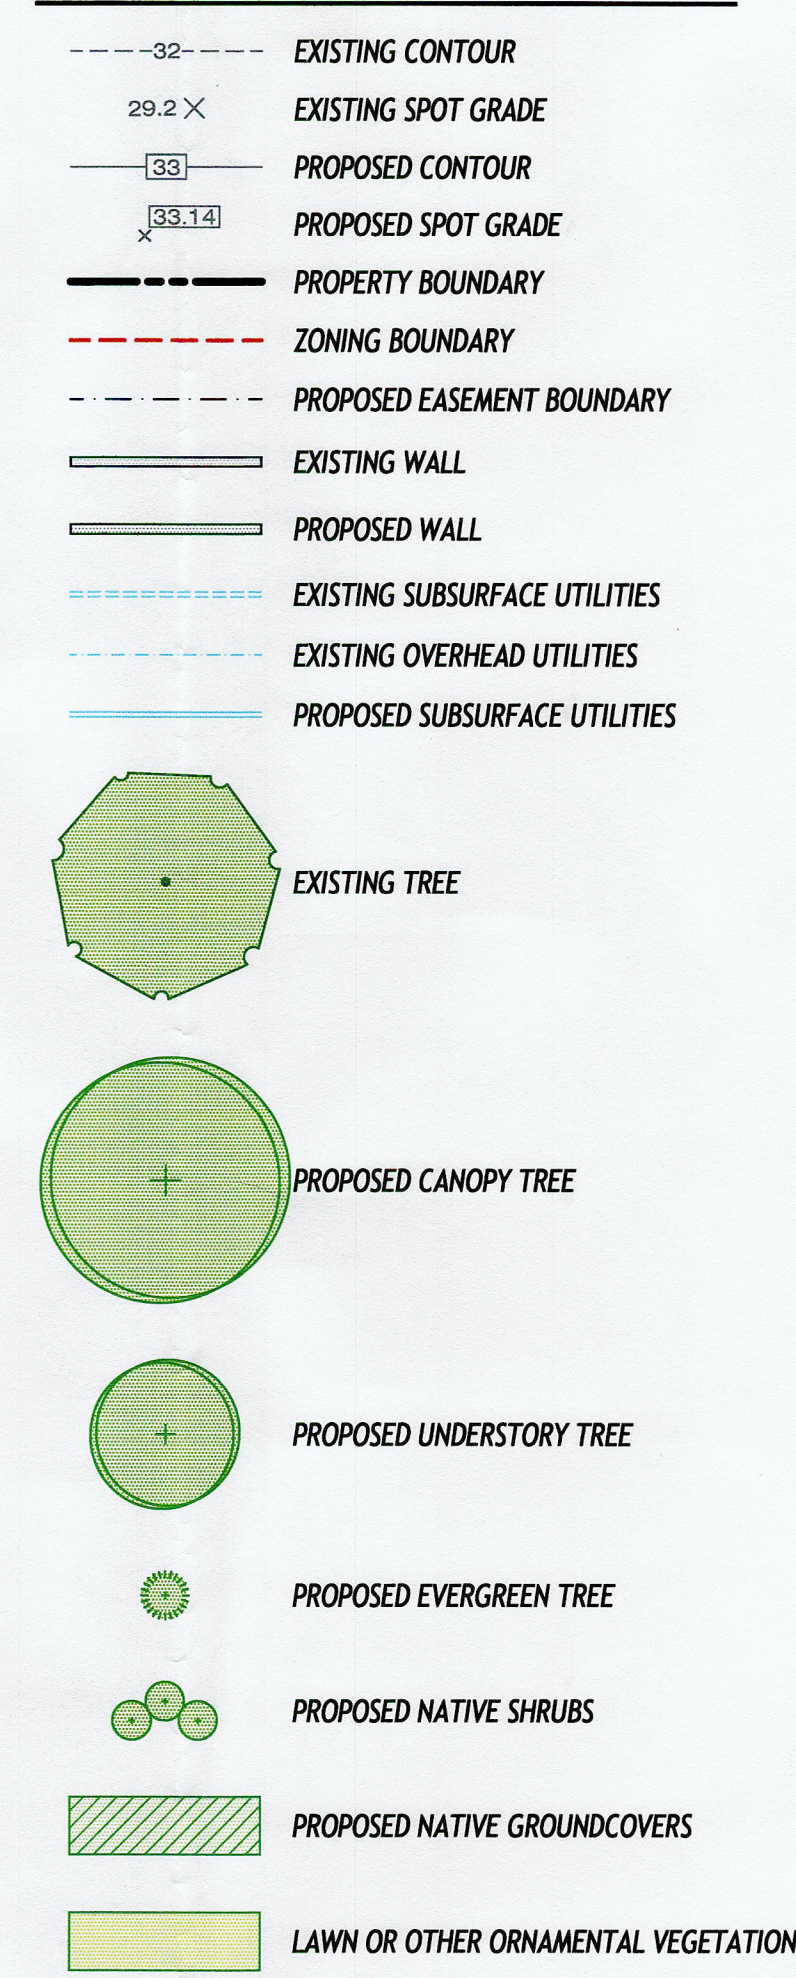 32 EXISTING CONTOUR
29.2 EXISTING SPOT GRADE
33 PROPOSED CONTOUR
33.14 PROPOSED SPOT GRADE
PROPERTY BOUNDARY
ZONING BOUNDARY
PROPOSED EASEMENT BOUNDARY
EXISTING WALL
PROPOSED WALL
EXISTING SUBSURFACE UTILITIES
EXISTING OVERHEAD UTILITIES
PROPOSED SUBSURFACE UTILITIES
EXISTING TREE
PROPOSED CANOPY TREE
PROPOSED UNDERSTORY TREE
PROPOSED EVERGREEN TREE
PROPOSED NATIVE SHRUBS
PROPOSED NATIVE GROUNDCOVERS
LAWN OR OTHER ORNAMENTAL VEGETATION